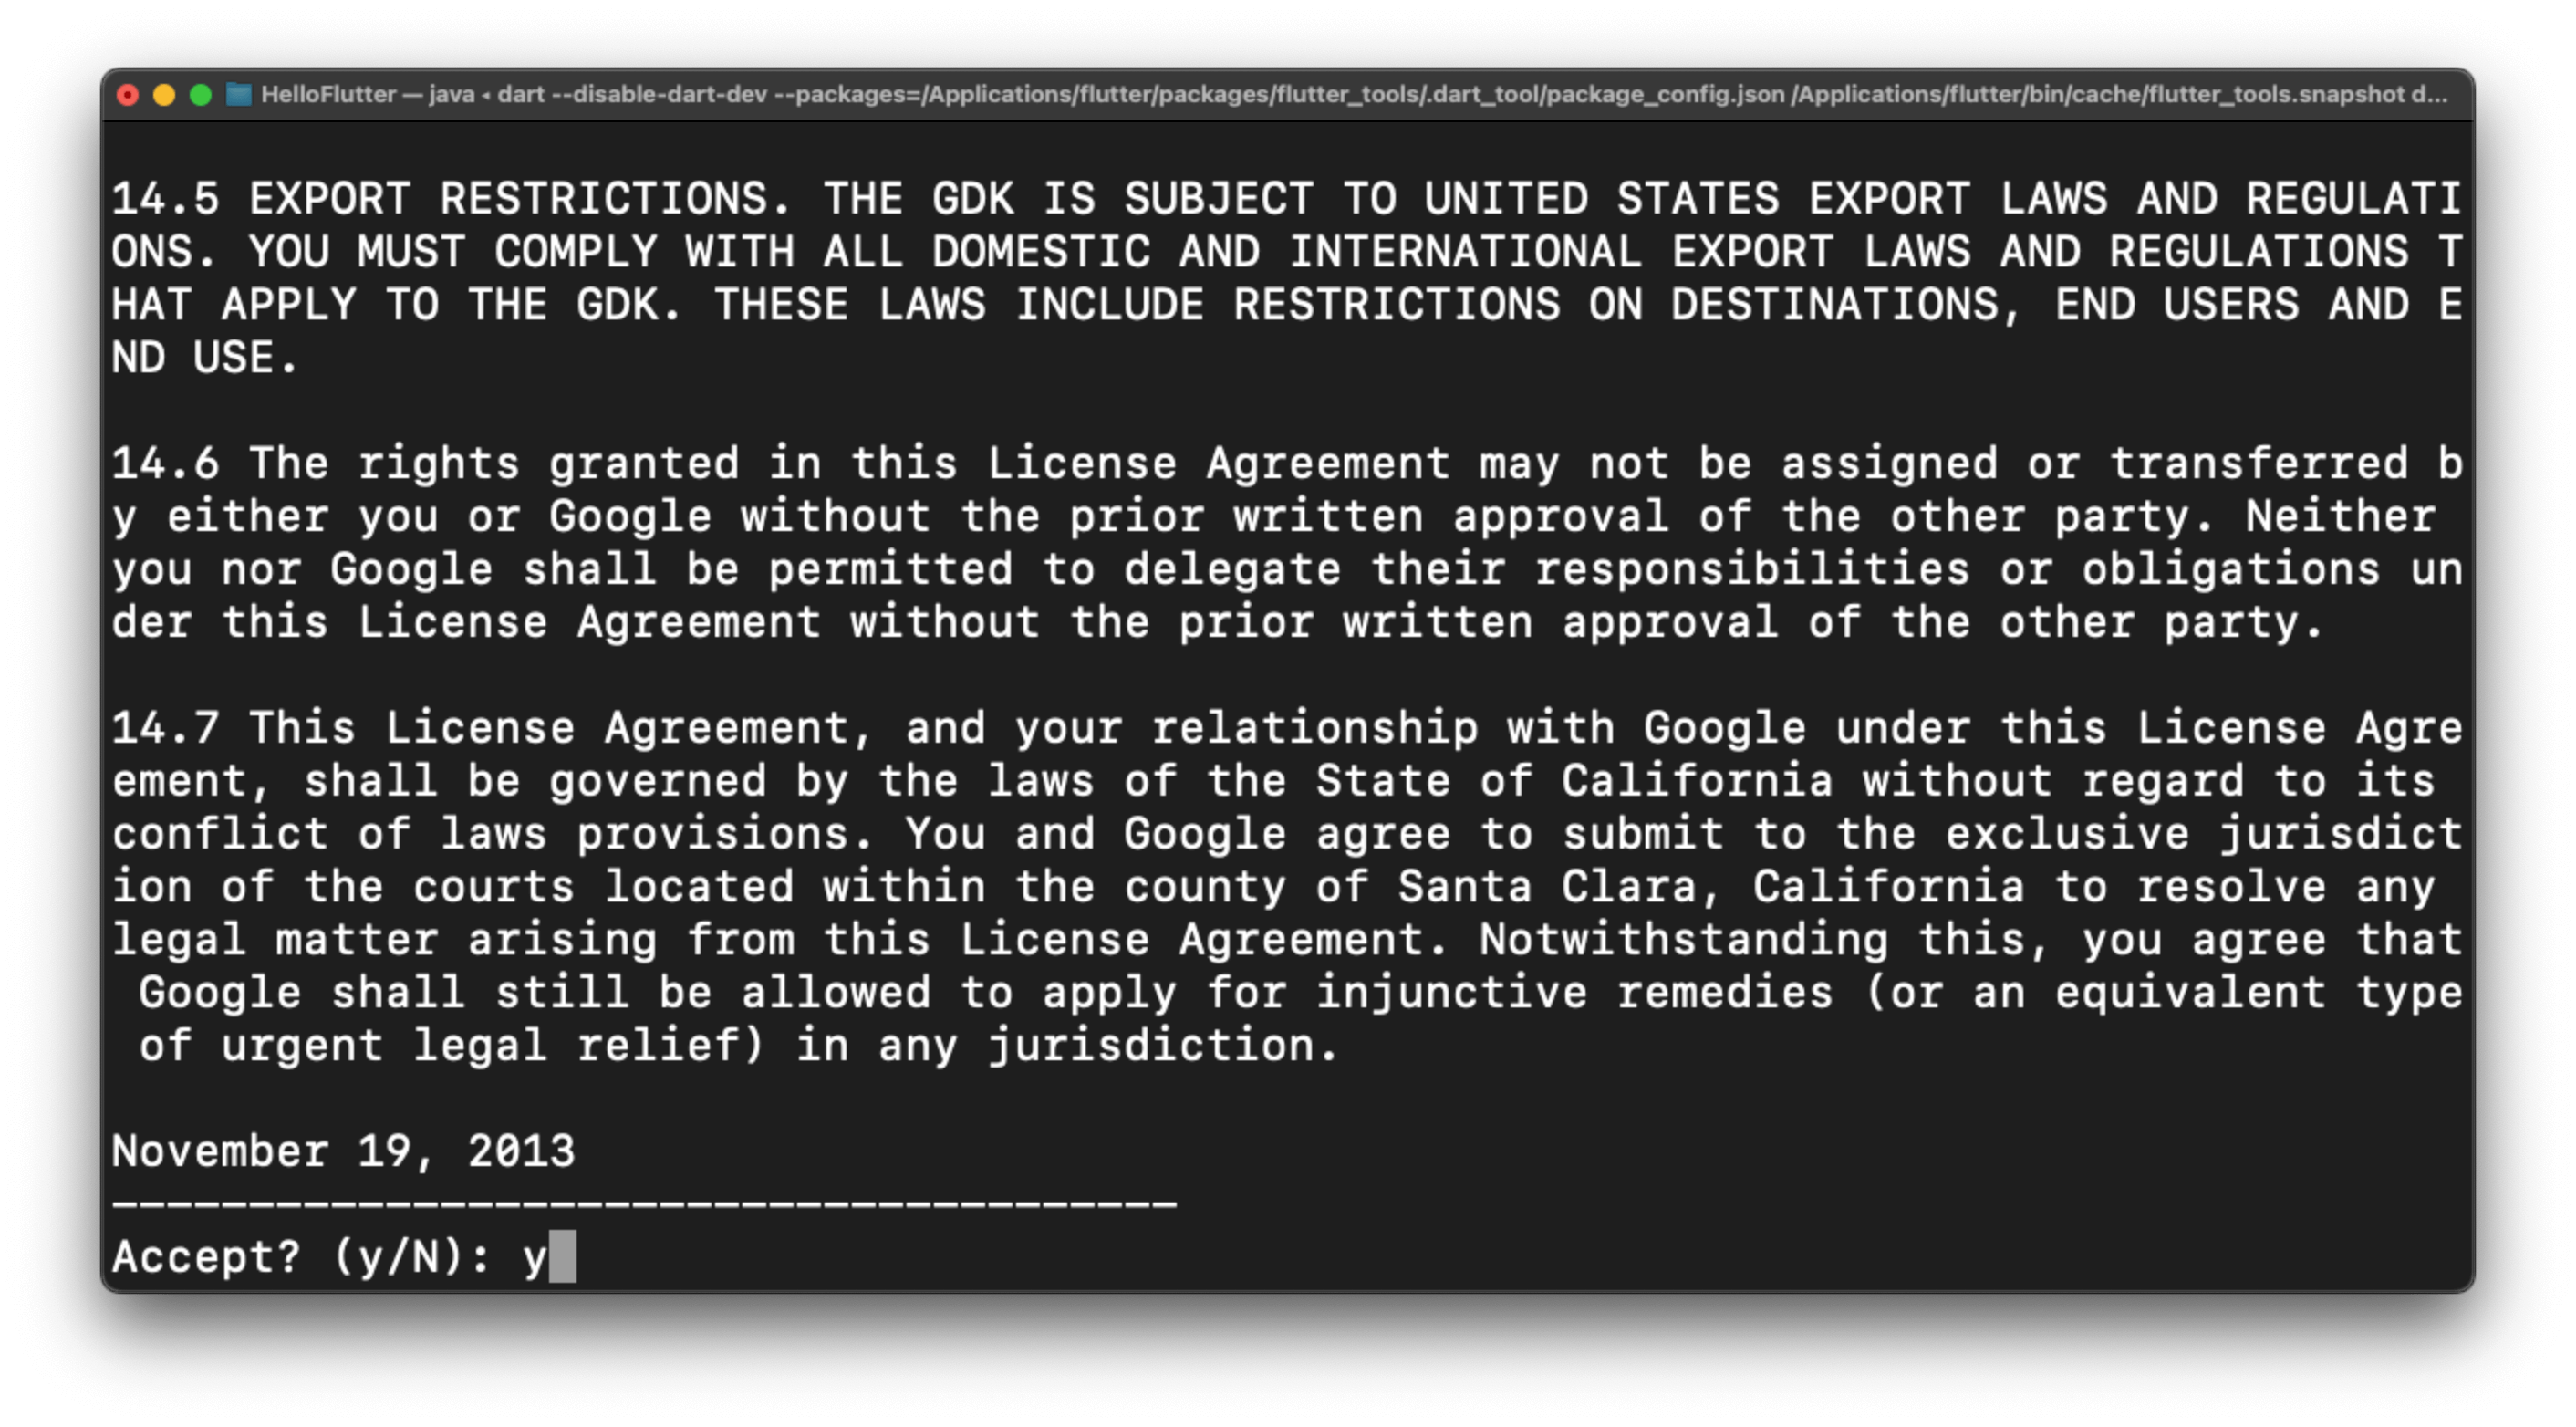 HelloFlutter — java ◂ dart --disable-dart-dev --packages=/Applications/flutter/packages/flutter_tools/.dart_tool/package_config.json /Applications/flutter/bin/cache/flutter_tools.snapshot d...
14.5 EXPORT RESTRICTIONS. THE GDK IS SUBJECT TO UNITED STATES EXPORT LAWS AND REGULATI
ONS. YOU MUST COMPLY WITH ALL DOMESTIC AND INTERNATIONAL EXPORT LAWS AND REGULATIONS T
HAT APPLY TO THE GDK. THESE LAWS INCLUDE RESTRICTIONS ON DESTINATIONS, END USERS AND E
ND USE.
14.6 The rights granted in this License Agreement may not be assigned or transferred b
y either you or Google without the prior written approval of the other party. Neither
you nor Google shall be permitted to delegate their responsibilities or obligations un
der this License Agreement without the prior written approval of the other party.
14.7 This License Agreement, and your relationship with Google under this License Agre
ement, shall be governed by the laws of the State of California without regard to its
conflict of laws provisions. You and Google agree to submit to the exclusive jurisdict
ion of the courts located within the county of Santa Clara, California to resolve any
legal matter arising from this License Agreement. Notwithstanding this, you agree that
 Google shall still be allowed to apply for injunctive remedies (or an equivalent type
 of urgent legal relief) in any jurisdiction.
November 19, 2013
---------------------------------------
Accept? (y/N): y